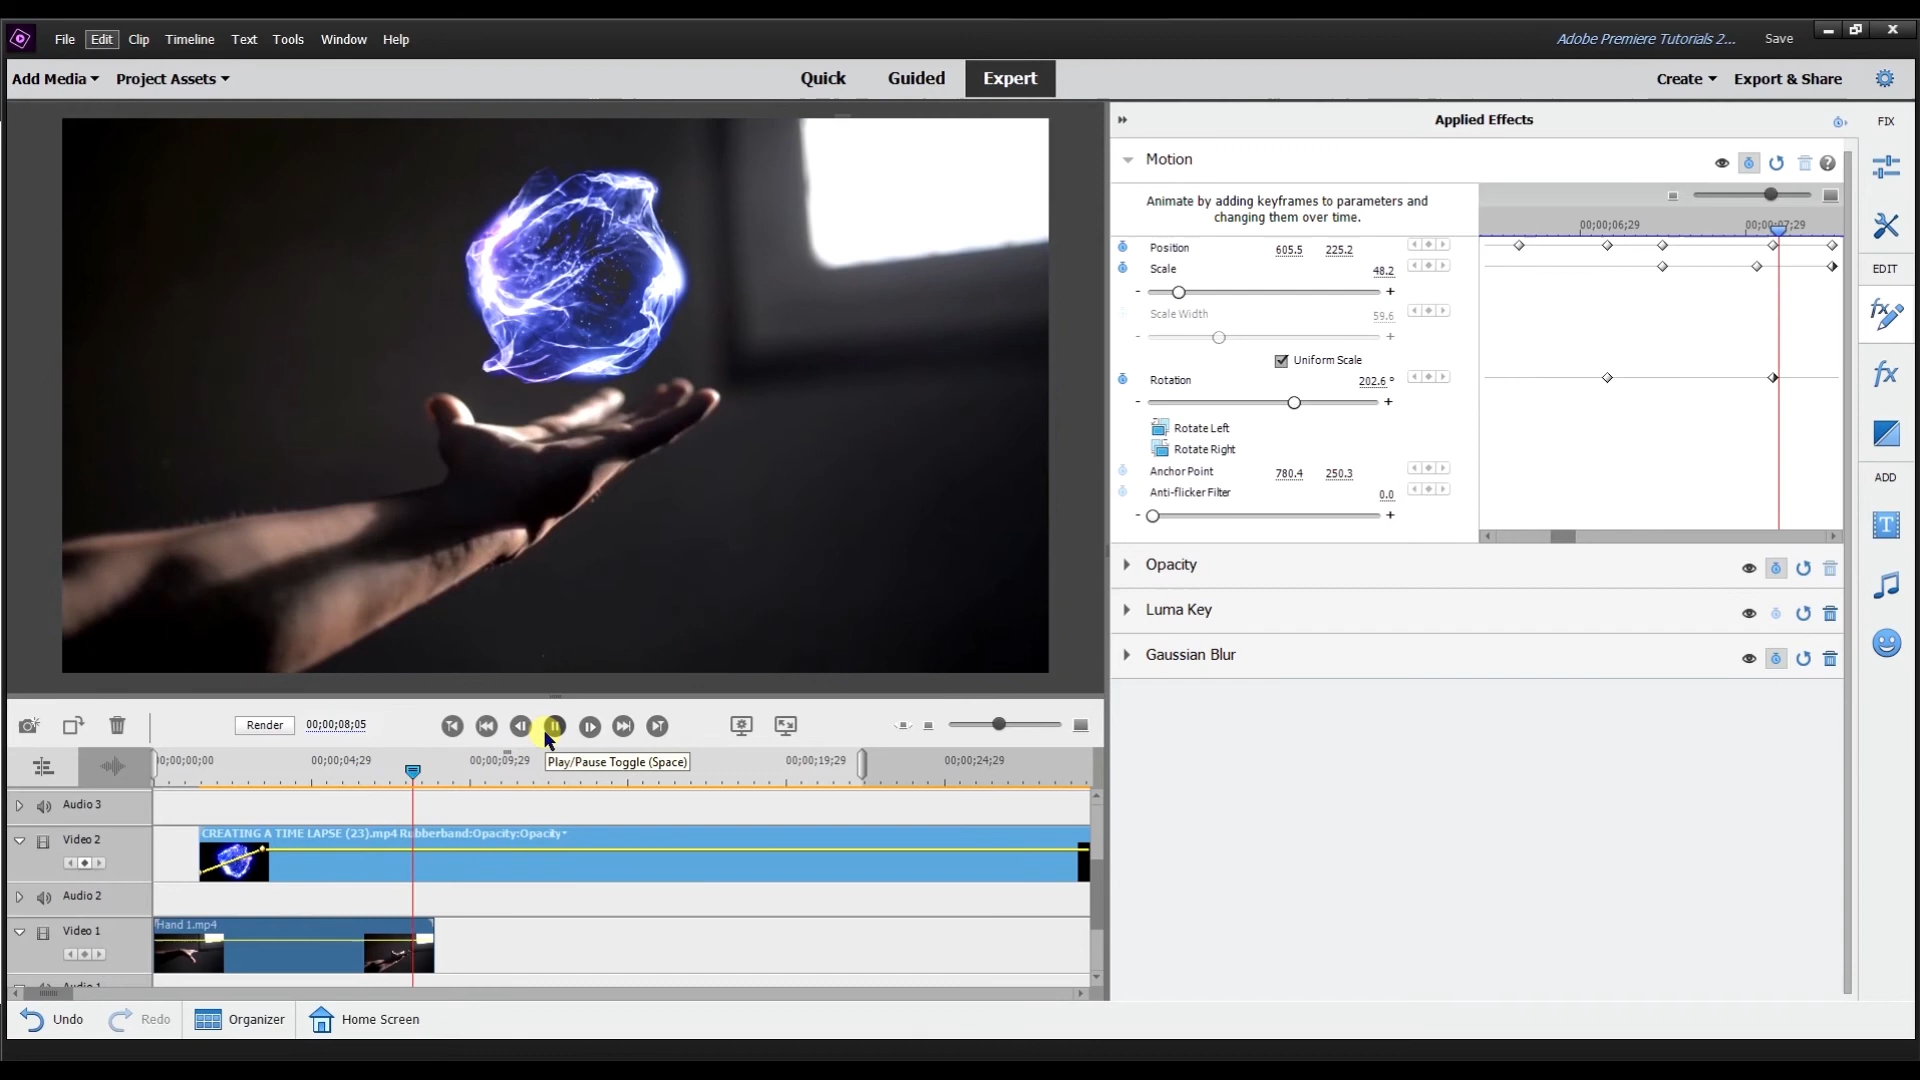 File Edit Clip Timeline Text Tools Window Help
Adobe Premiere Tutorials 2... Save
Add Media Project Assets
Quick Guided Expert
Create Export & Share
Applied Effects
FIX
Motion
Animate by adding keyframes to parameters and
changing them over time.
00;00;06;29 00;00;07;29
Position 605.5 225.2
Scale 48.2
- +
Scale Width 59.6
- +
Uniform Scale
Rotation 202.6 °
- +
Rotate Left
Rotate Right
Anchor Point 780.4 250.3
Anti-flicker Filter 0.0
- +
EDIT
ADD
Opacity
Luma Key
Gaussian Blur
Render 00;00;08;05
Play/Pause Toggle (Space)
00;00;04;29 00;00;09;29 00;00;19;29 00;00;24;29
Audio 3
Video 2
CREATING A TIME LAPSE (23).mp4 Rubberband:Opacity:Opacity
Audio 2
Video 1
Hand 1.mp4
Audio 1
Undo Redo Organizer Home Screen